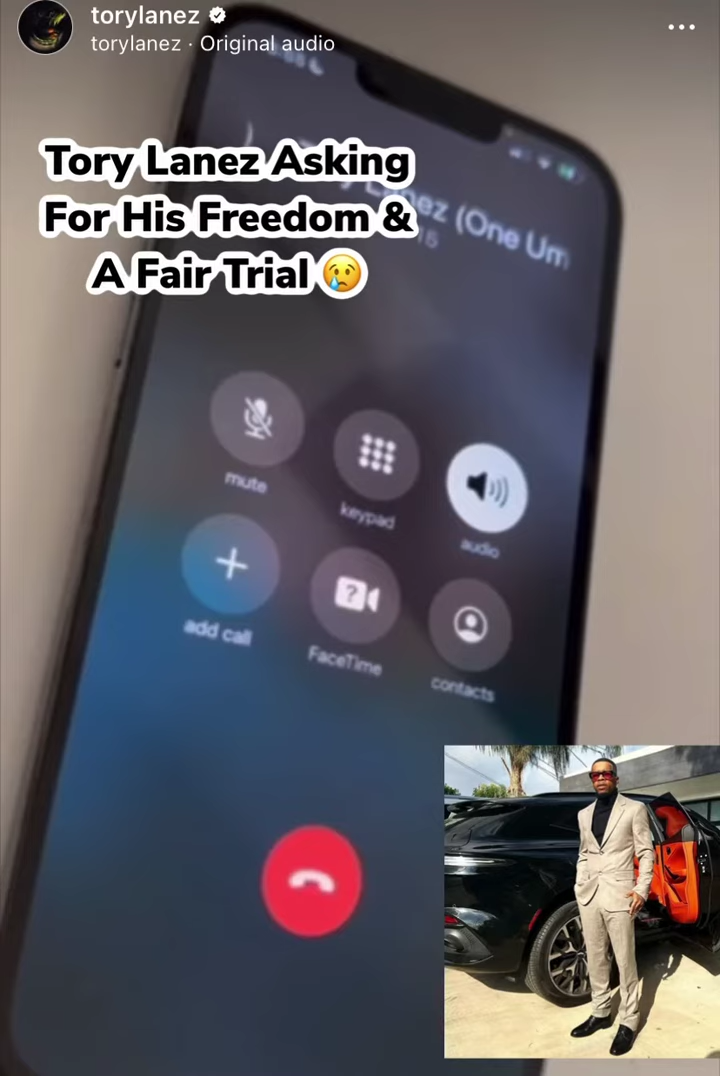 torylanez
torylanez · Original audio
Tory Lanez Asking
For His Freedom &
A Fair Trial 😢
Lanez (One Um
mute
keypad
audio
add call
FaceTime
contacts